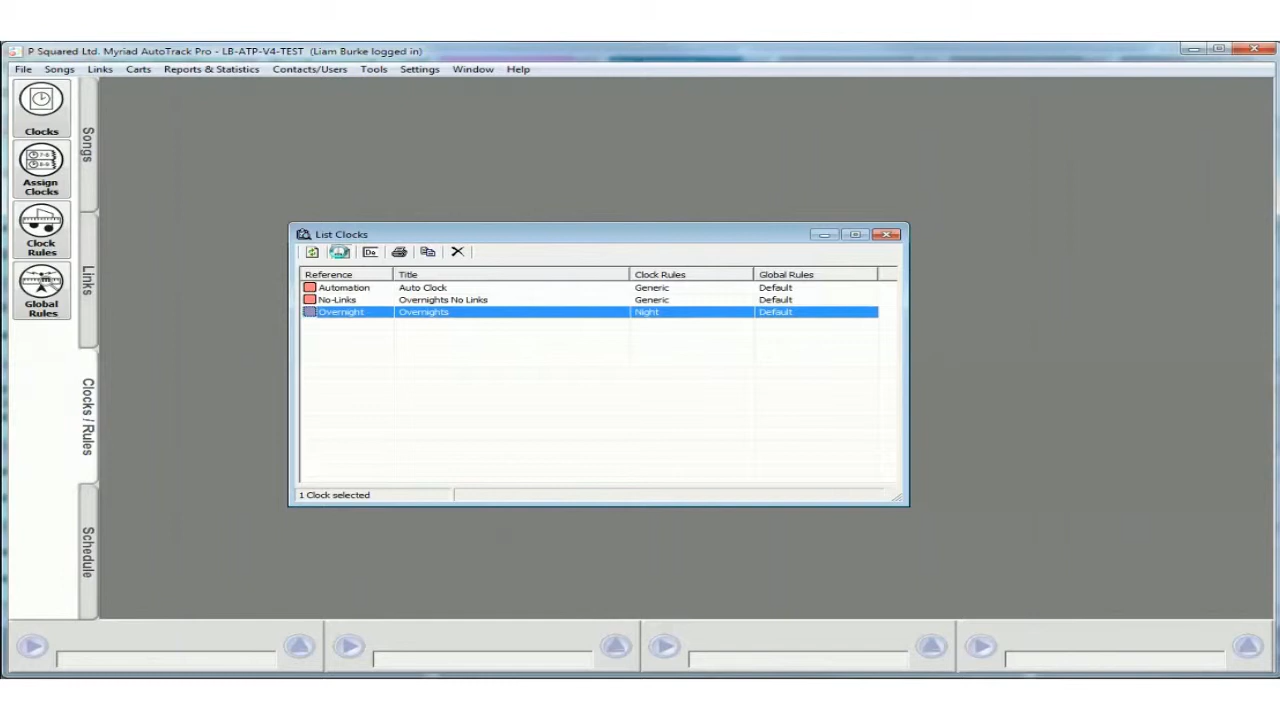 P Squared Ltd. Myriad AutoTrack Pro - LB-ATP-V4-TEST (Liam Burke logged in)
File Songs Links Carts Reports & Statistics Contacts/Users Tools Settings Window Help
Clocks
Assign
Clocks
Clock
Rules
Global
Rules
Songs
Links
Clocks / Rules
Schedule
List Clocks
De
Reference Title Clock Rules Global Rules
Automation Auto Clock Generic Default
No-Links Overnights No Links Generic Default
Overnight Overnights Night Default
1 Clock selected